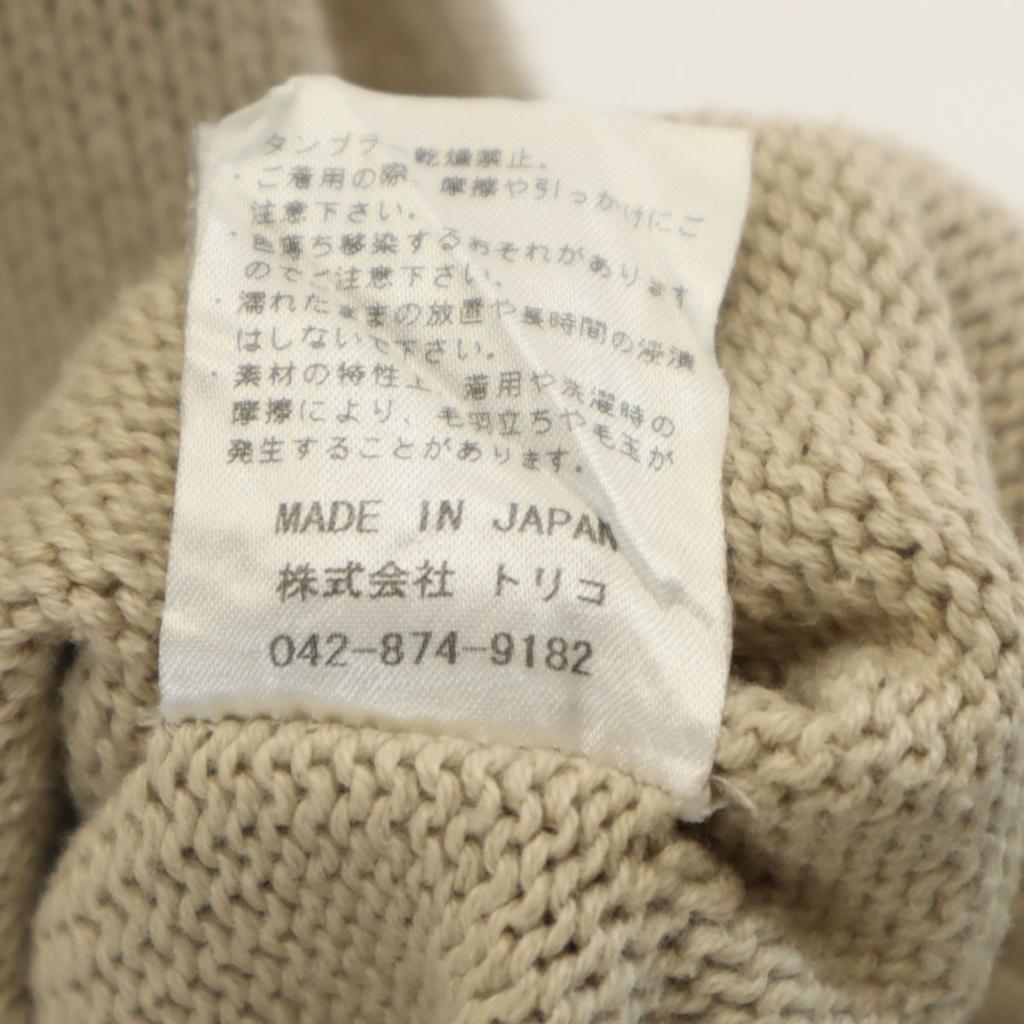 タンブラー乾燥禁止。
・ご着用の際、摩擦や引っかけにご
注意下さい。
・色落ち移染するおそれがあります
のでご注意下さい。
・濡れたままの放置や長時間の浸漬
はしないで下さい。
・素材の特性上、着用や洗濯時の
摩擦により、毛羽立ちや毛玉が
発生することがあります。
MADE IN JAPAN
株式会社 トリコ
042-874-9182